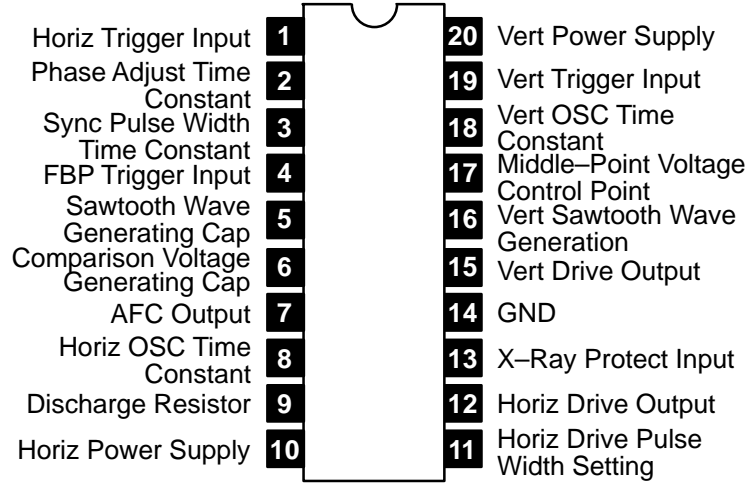 Horiz Trigger Input 1
Phase Adjust Time
Constant 2
Sync Pulse Width
Time Constant 3
FBP Trigger Input 4
Sawtooth Wave
Generating Cap 5
Comparison Voltage
Generating Cap 6
AFC Output 7
Horiz OSC Time
Constant 8
Discharge Resistor 9
Horiz Power Supply 10
20 Vert Power Supply
19 Vert Trigger Input
18 Vert OSC Time
Constant
17 Middle–Point Voltage
Control Point
16 Vert Sawtooth Wave
Generation
15 Vert Drive Output
14 GND
13 X–Ray Protect Input
12 Horiz Drive Output
11 Horiz Drive Pulse
Width Setting